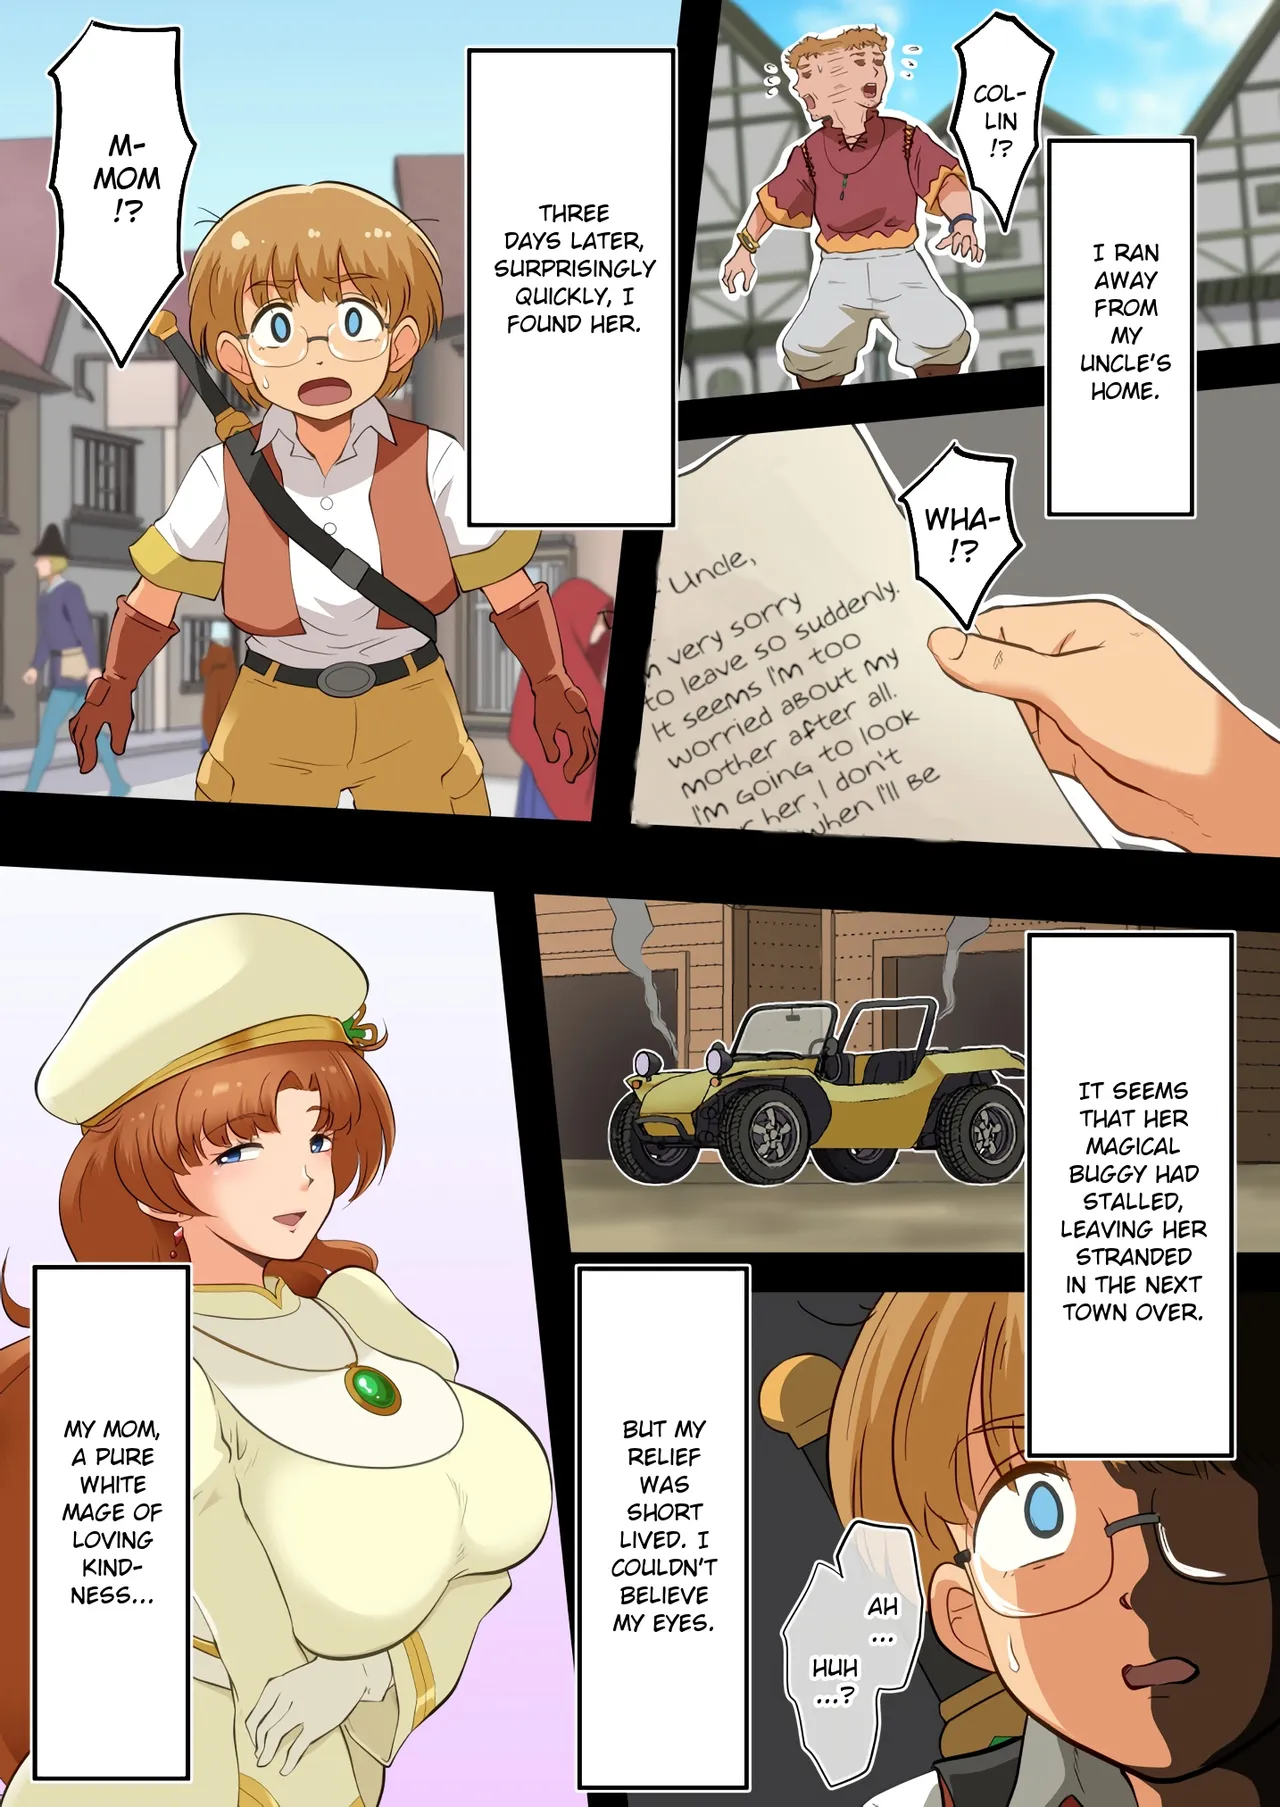 COL-
LIN
!?
I RAN
AWAY
FROM
MY
UNCLE'S
HOME.
WHA-
!?
Uncle,
very sorry
to leave so suddenly.
It seems I'm too
worried about my
mother after all.
I'm going to look
her, I don't
when I'll be
THREE
DAYS LATER,
SURPRISINGLY
QUICKLY, I
FOUND HER.
M-
MOM
!?
IT SEEMS
THAT HER
MAGICAL
BUGGY HAD
STALLED,
LEAVING HER
STRANDED
IN THE NEXT
TOWN OVER.
BUT MY
RELIEF
WAS
SHORT
LIVED. I
COULDN'T
BELIEVE
MY EYES.
AH
...
HUH
...?
MY MOM,
A PURE
WHITE
MAGE OF
LOVING
KIND-
NESS...